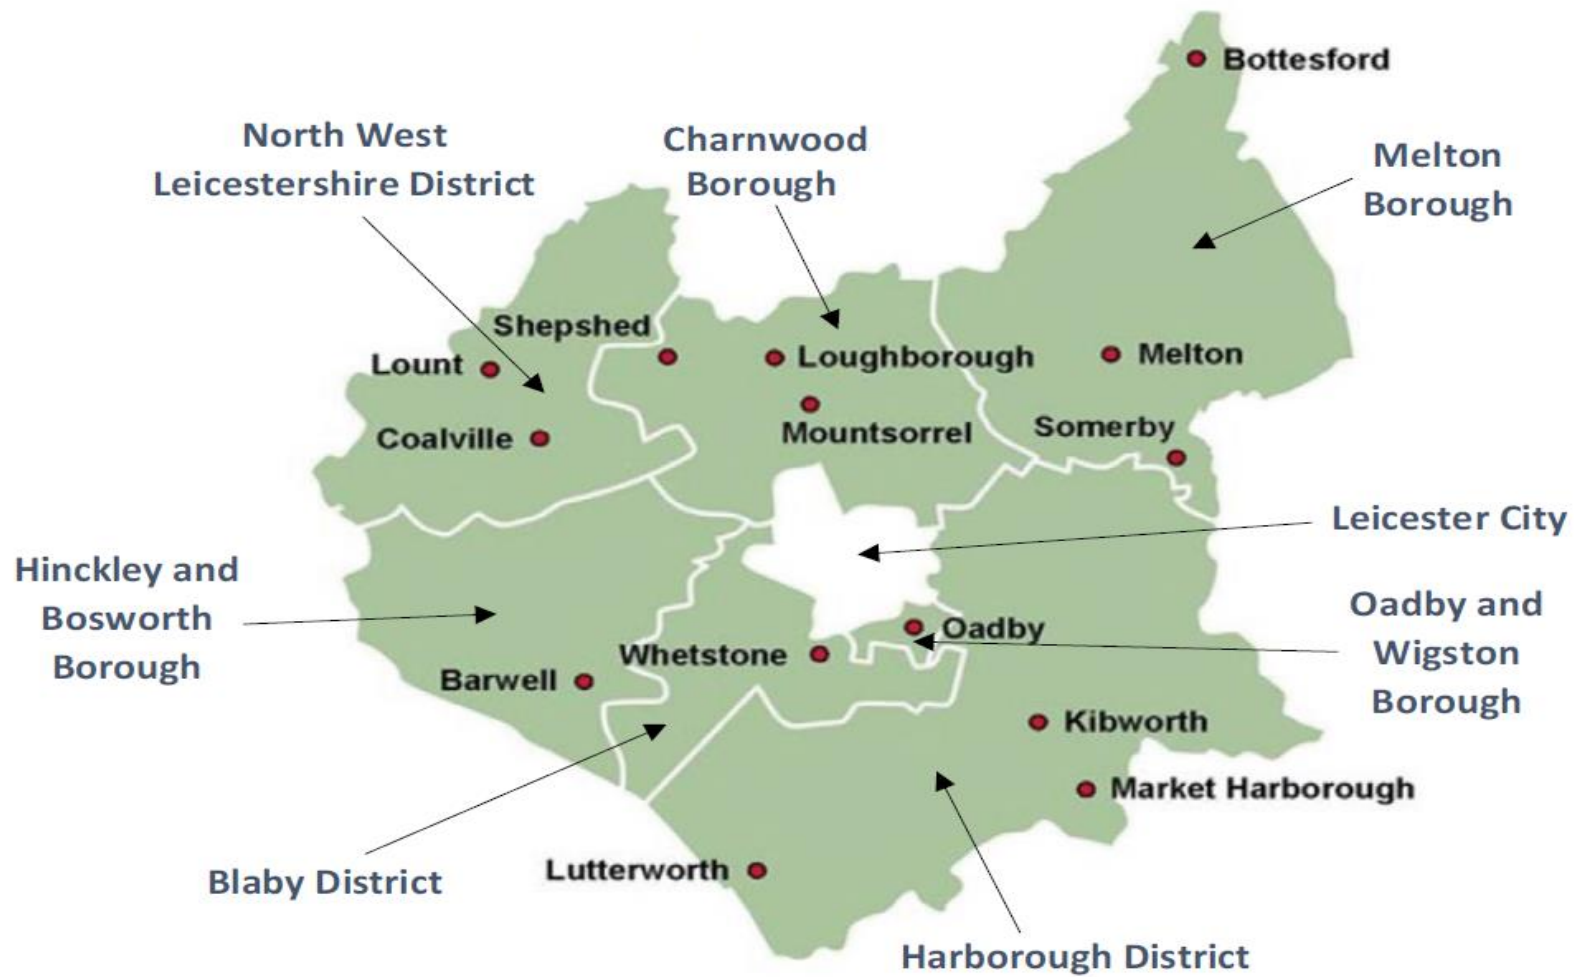 Bottesford
North West
Leicestershire District
Charnwood
Borough
Melton
Borough
Shepshed
Lount
Loughborough
Melton
Coalville
Mountsorrel
Somerby
Leicester City
Hinckley and
Bosworth
Borough
Oadby and
Wigston
Borough
Oadby
Whetstone
Barwell
Kibworth
Market Harborough
Blaby District
Lutterworth
Harborough District